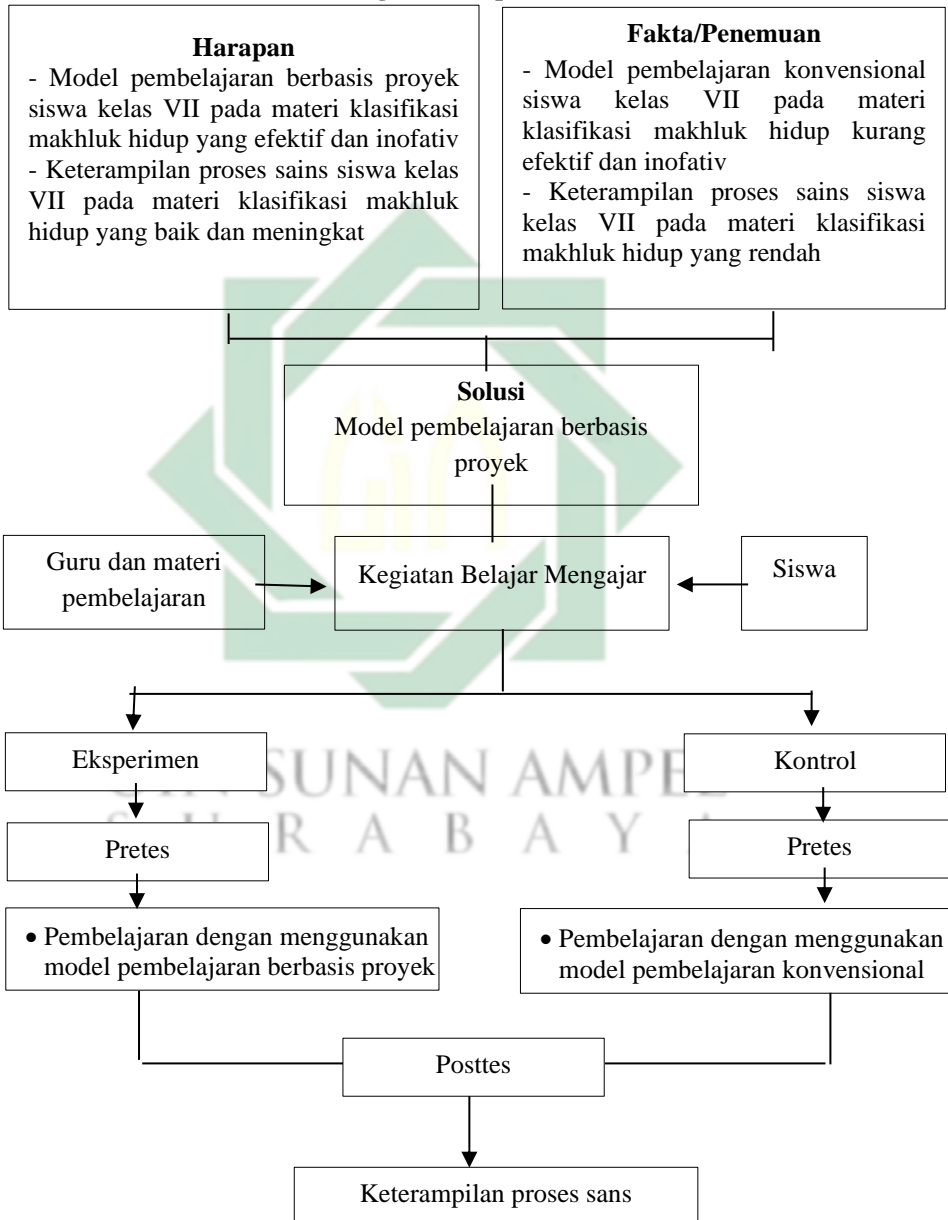 Harapan
- Model pembelajaran berbasis proyek
siswa kelas VII pada materi klasifikasi
makhluk hidup yang efektif dan inofativ
- Keterampilan proses sains siswa kelas
VII pada materi klasifikasi makhluk
hidup yang baik dan meningkat
Fakta/Penemuan
- Model pembelajaran konvensional
siswa kelas VII pada materi
klasifikasi makhluk hidup kurang
efektif dan inofativ
- Keterampilan proses sains siswa
kelas VII pada materi klasifikasi
makhluk hidup yang rendah
Solusi
Model pembelajaran berbasis
proyek
Guru dan materi
pembelajaran
Kegiatan Belajar Mengajar
Siswa
Eksperimen
Kontrol
SUNAN AMPEL
R A B A Y A
Pretes
Pretes
• Pembelajaran dengan menggunakan
model pembelajaran berbasis proyek
• Pembelajaran dengan menggunakan
model pembelajaran konvensional
Posttes
Keterampilan proses sans